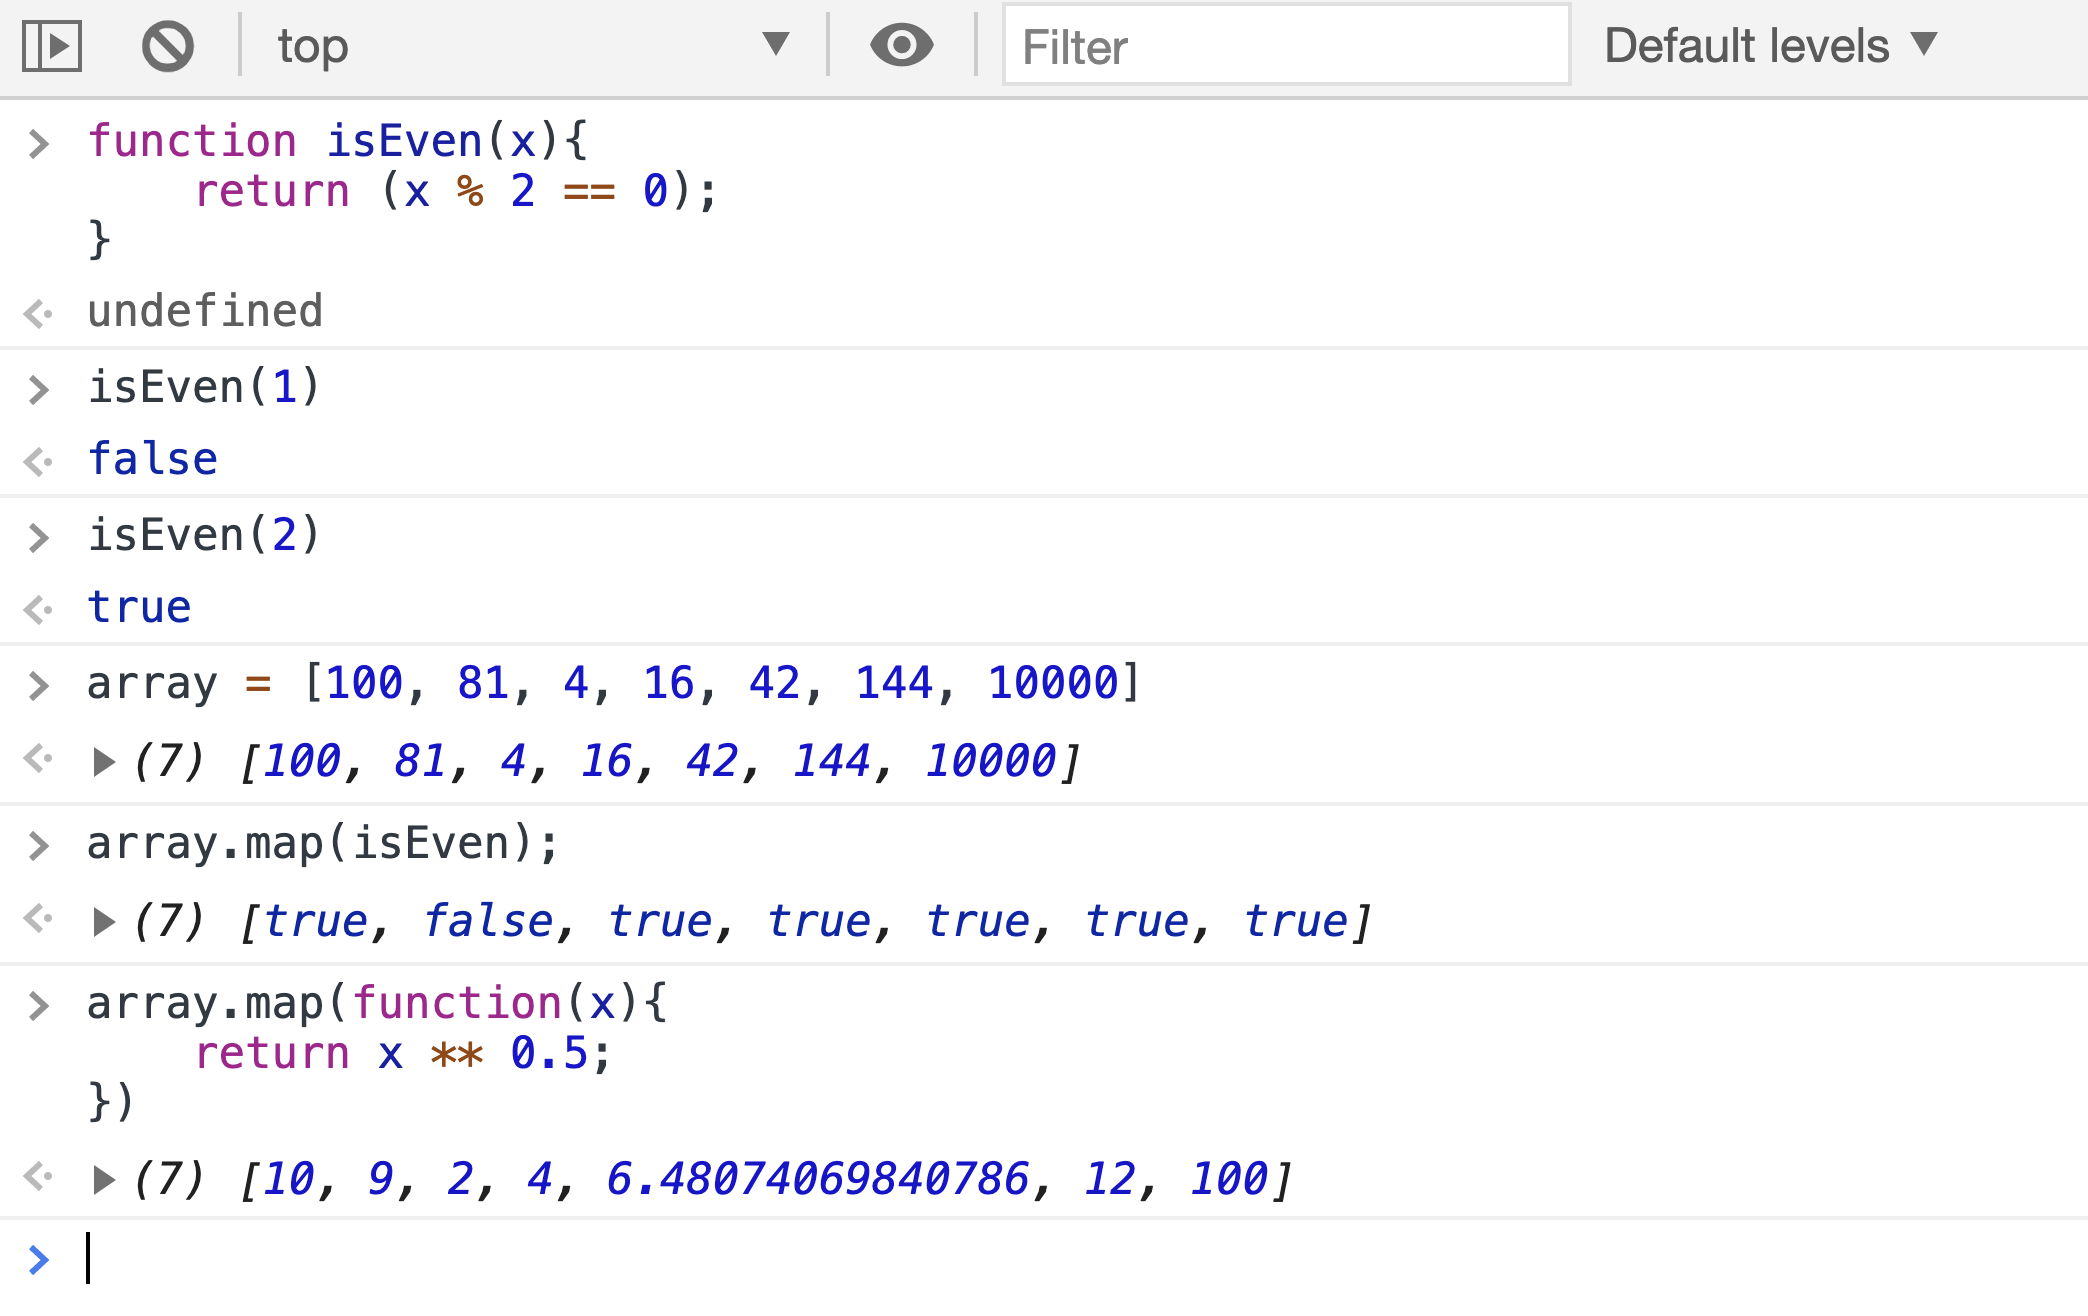 top Filter Default levels
function isEven(x){
    return (x % 2 == 0);
}
undefined
isEven(1)
false
isEven(2)
true
array = [100, 81, 4, 16, 42, 144, 10000]
(7) [100, 81, 4, 16, 42, 144, 10000]
array.map(isEven);
(7) [true, false, true, true, true, true, true]
array.map(function(x){
    return x ** 0.5;
})
(7) [10, 9, 2, 4, 6.48074069840786, 12, 100]